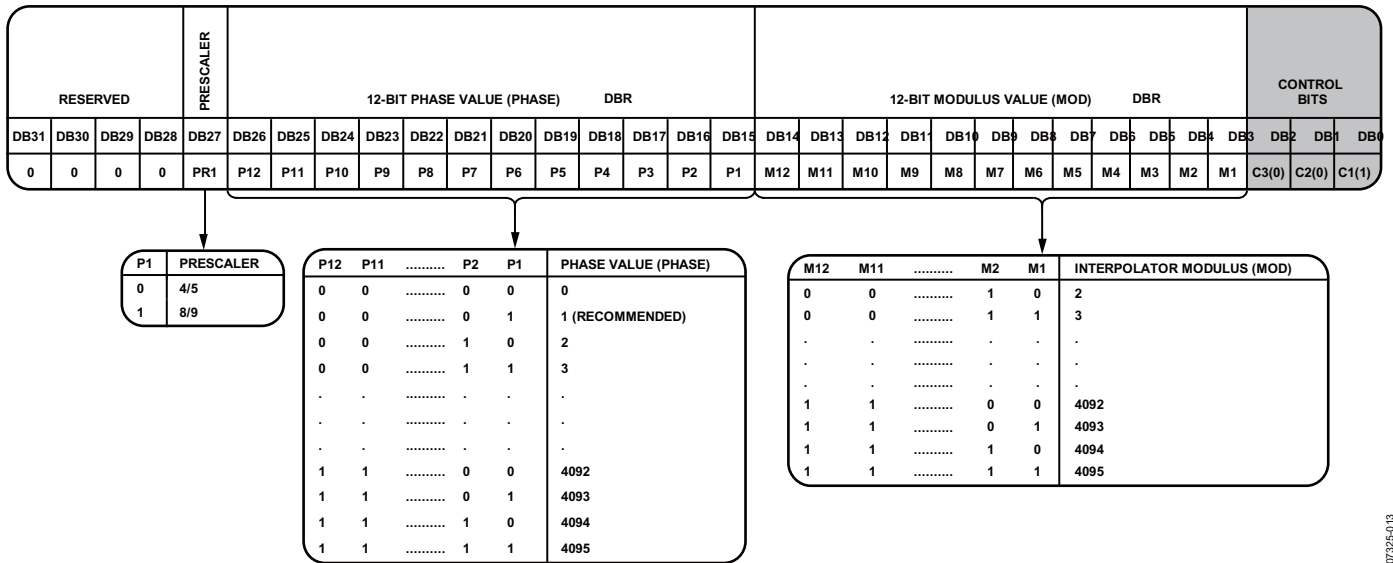 RESERVED PRESCALER 12-BIT PHASE VALUE (PHASE) DBR 12-BIT MODULUS VALUE (MOD) DBR CONTROL BITS
DB31 DB30 DB29 DB28 DB27 DB26 DB25 DB24 DB23 DB22 DB21 DB20 DB19 DB18 DB17 DB16 DB15 DB14 DB13 DB12 DB11 DB10 DB9 DB8 DB7 DB6 DB5 DB4 DB3 DB2 DB1 DB0
0 0 0 0 PR1 P12 P11 P10 P9 P8 P7 P6 P5 P4 P3 P2 P1 M12 M11 M10 M9 M8 M7 M6 M5 M4 M3 M2 M1 C3(0) C2(0) C1(1)
P1 PRESCALER
0 4/5
1 8/9
P12 P11 .......... P2 P1 PHASE VALUE (PHASE)
0 0 .......... 0 0 0
0 0 .......... 0 1 1 (RECOMMENDED)
0 0 .......... 1 0 2
0 0 .......... 1 1 3
. . .......... . . .
. . .......... . . .
. . .......... . . .
1 1 .......... 0 0 4092
1 1 .......... 0 1 4093
1 1 .......... 1 0 4094
1 1 .......... 1 1 4095
M12 M11 .......... M2 M1 INTERPOLATOR MODULUS (MOD)
0 0 .......... 1 0 2
0 0 .......... 1 1 3
. . .......... . . .
. . .......... . . .
. . .......... . . .
1 1 .......... 0 0 4092
1 1 .......... 0 1 4093
1 1 .......... 1 0 4094
1 1 .......... 1 1 4095
07325-013